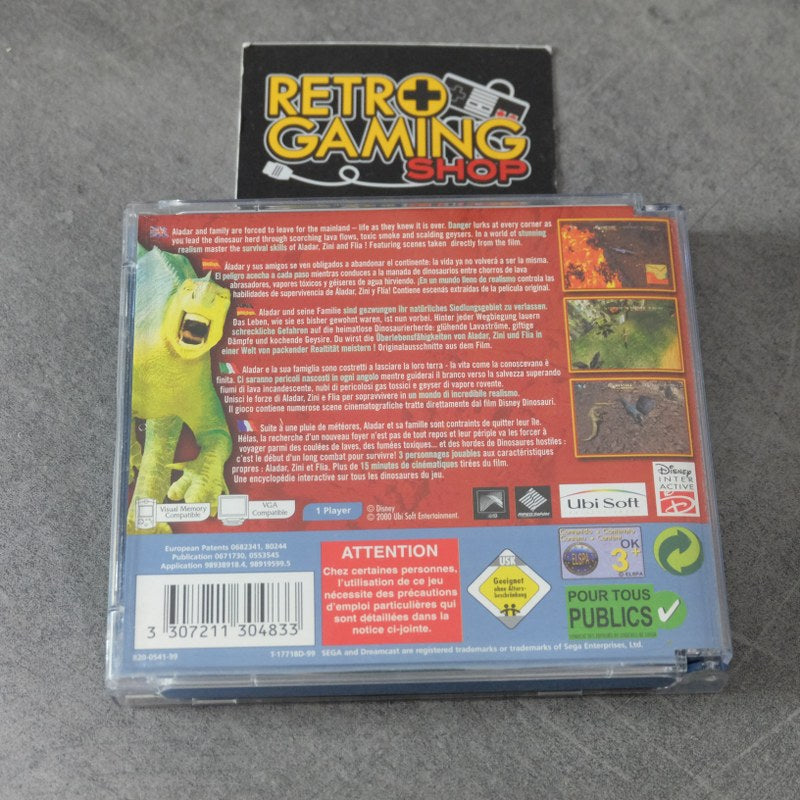 RETRO
GAMING
SHOP
Aladar and family are forced to leave for the mainland – life as they knew it is over. Danger lurks at every corner as
you lead the dinosaur herd through scorching lava flows, toxic smoke and scalding geysers. In a world of stunning
realism master the survival skills of Aladar, Zini and Flia ! Featuring scenes taken directly from the film.
Áladar y sus amigos se ven obligados a abandonar el continente: la vida ya no volverá a ser la misma.
El peligro acecha a cada paso mientras conduces a la manada de dinosaurios entre chorros de lava
abrasadores, vapores tóxicos y géiseres de agua hirviendo. ¡En un mundo lleno de realismo controla las
habilidades de supervivencia de Áladar, Zini y Flia! Contiene escenas extraídas de la película original.
Aladar und seine Familie sind gezwungen ihr natürliches Siedlungsgebiet zu verlassen.
Das Leben, wie sie es bisher gewohnt waren, ist nun vorbei. Hinter jeder Wegbiegung lauern
schreckliche Gefahren auf die heimatlose Dinosaurierherde: glühende Lavaströme, giftige
Dämpfe und kochende Geysire. Du wirst die Überlebensfähigkeiten von Aladar, Zini und Flia in
einer Welt von packender Realtität meistern ! Originalausschnitte aus dem Film.
Aladar e la sua famiglia sono costretti a lasciare la loro terra - la vita come la conoscevano è
finita. Ci saranno pericoli nascosti in ogni angolo mentre guiderai il branco verso la salvezza superando
fiumi di lava incandescente, nubi di pericolosi gas tossici e geyser di vapore rovente.
Unisci le forze di Aladar, Zini e Flia per sopravvivere in un mondo di incredibile realismo.
Il gioco contiene numerose scene cinematografiche tratte direttamente dal film Disney Dinosauri.
Suite à une pluie de météores, Aladar et sa famille sont contraints de quitter leur île.
Hélas, la recherche d'un nouveau foyer n'est pas de tout repos et leur périple va les forcer à
voyager parmi des coulées de laves, des fumées toxiques... et des hordes de Dinosaures hostiles :
c'est le début d'un long combat pour survivre! 3 personnages jouables aux caractéristiques
propres : Aladar, Zini et Flia. Plus de 15 minutes de cinématiques tirées du film.
Une encyclopédie interactive sur tous les dinosaures du jeu.
Visual Memory
Compatible
VGA
Compatible
1 Player
© Disney
© 2000 Ubi Soft Entertainment.
Ubi Soft
Disney
INTER
ACTIVE
European Patents 0682341, 80244
Publication 0671730, 0553545
Application 98938918.4, 98919599.5
3 307211 304833
ATTENTION
Chez certaines personnes,
l'utilisation de ce jeu
nécessite des précautions
d'emploi particulières qui
sont détaillées dans la
notice ci-jointe.
USK
Geeignet
ohne Alters-
beschränkung
ELSPA
OK
3+
© ELSPA
POUR TOUS
PUBLICS
820-0541-99
T-17718D-99
SEGA and Dreamcast are registered trademarks or trademarks of Sega Enterprises, Ltd.